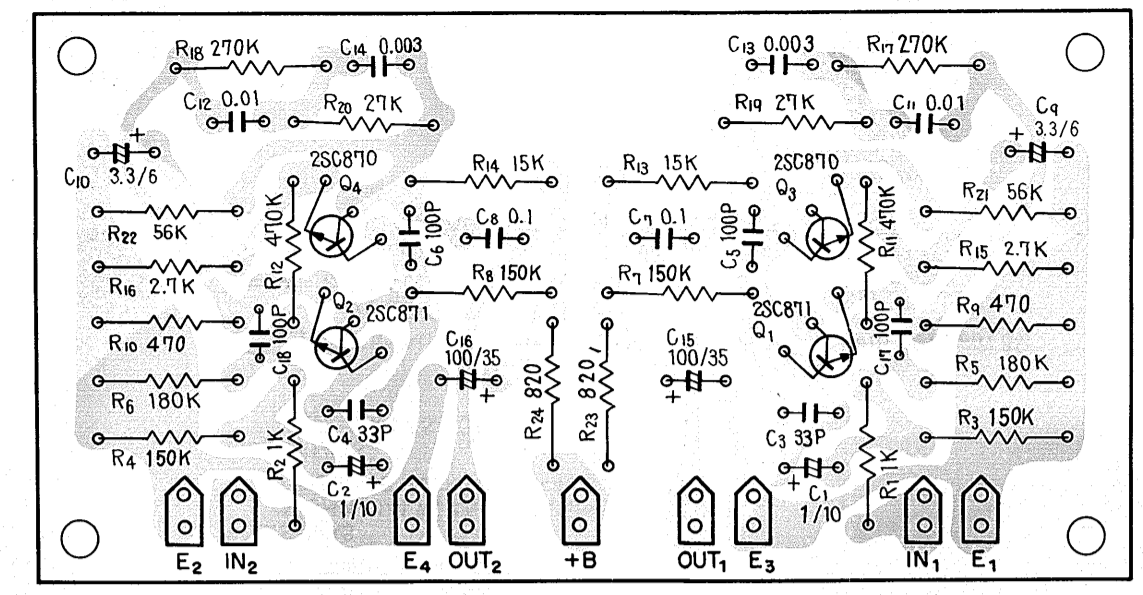 R18 270K
C14 0.003
C13 0.003
R17 270K
C12 0.01
R20 27K
R19 27K
C11 0.01
C9
+ 3.3/6
+
C10 3.3/6
2SC870
Q4
R14 15K
R13 15K
2SC870
Q3
R22 56K
R12 470K
C6 100P
C8 0.1
C7 0.1
C5 100P
R11 470K
R21 56K
R16 2.7K
R8 150K
R7 150K
R15 2.7K
Q2 2SC871
2SC871
Q1
R10 470
C18 100P
C16
100/35
+
C15
100/35
+
C17 100P
R9 470
R6 180K
R24 820
R23 820
R5 180K
R4 150K
R2 1K
C4 33P
C3 33P
R1 1K
R3 150K
C2 +
1/10
+ C1
1/10
E2 IN2 E4 OUT2 +B OUT1 E3 IN1 E1